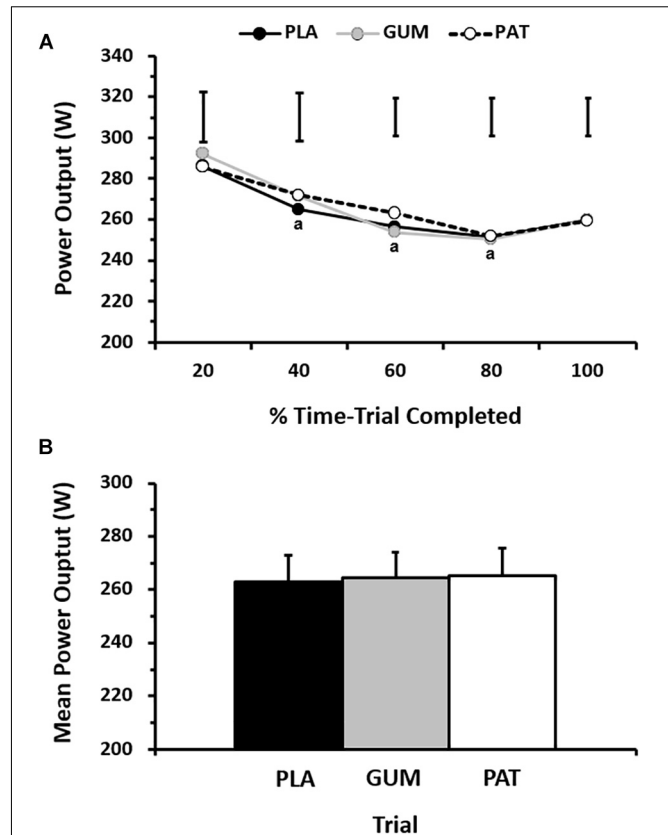 A
PLA GUM PAT
340
320
300
280
260
240
220
200
Power Output (W)
a a a
20 40 60 80 100
% Time-Trial Completed
B
300
280
260
240
220
200
Mean Power Ouptut (W)
PLA GUM PAT
Trial